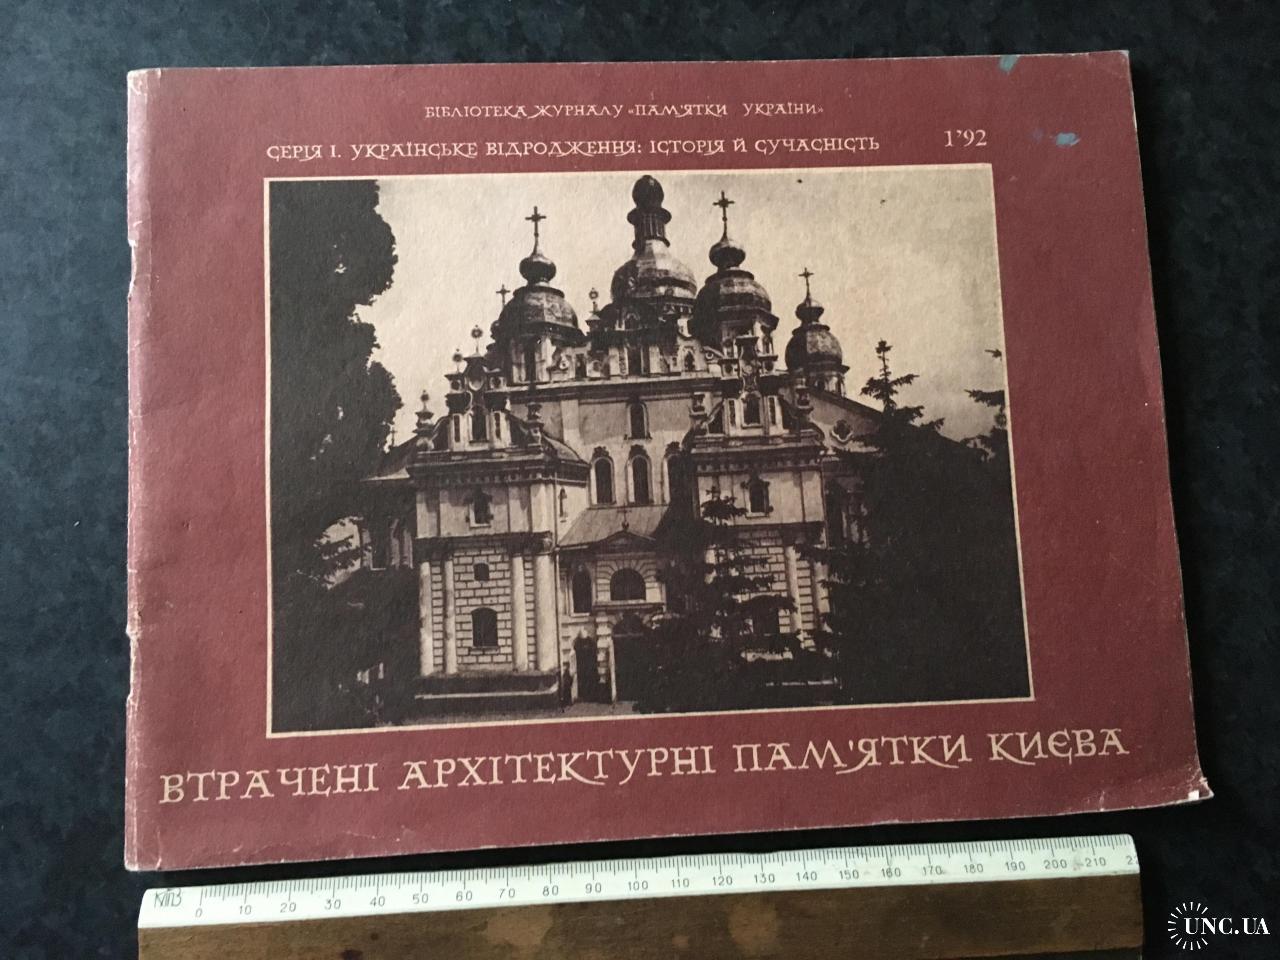 БІБЛІОТЕКА ЖУРНАЛУ «ПАМ'ЯТКИ УКРАЇНИ»
СЕРІЯ І. УКРАЇНСЬКЕ ВІДРОДЖЕННЯ: ІСТОРІЯ Й СУЧАСНІСТЬ 1'92
ВТРАЧЕНІ АРХІТЕКТУРНІ ПАМ'ЯТКИ КИЄВА
0 10 20 30 40 50 60 70 80 90 100 110 120 130 140 150 160 170 180 190 200 210
UNC.UA